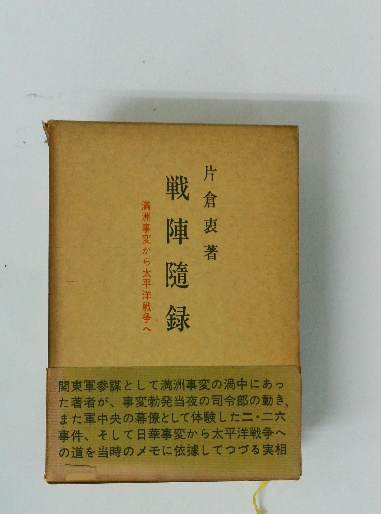 片倉衷著
戦陣隨録
満洲事変から太平洋戦争へ
関東軍参謀として満洲事変の渦中にあっ
た著者が、事変勃発当夜の司令部の動き、
また軍中央の幕僚として体験した二・二六
事件、そして日華事変から太平洋戦争へ
の道を当時のメモに依據してつづる実相